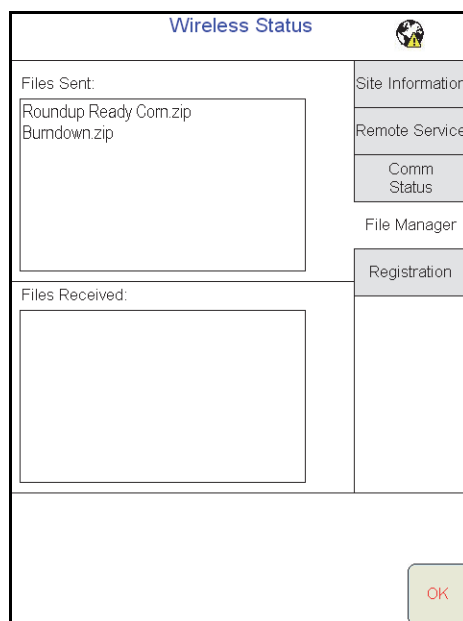 Wireless Status
Files Sent:
Roundup Ready Corn.zip
Burndown.zip
Files Received:
Site Information
Remote Service
Comm
Status
File Manager
Registration
OK